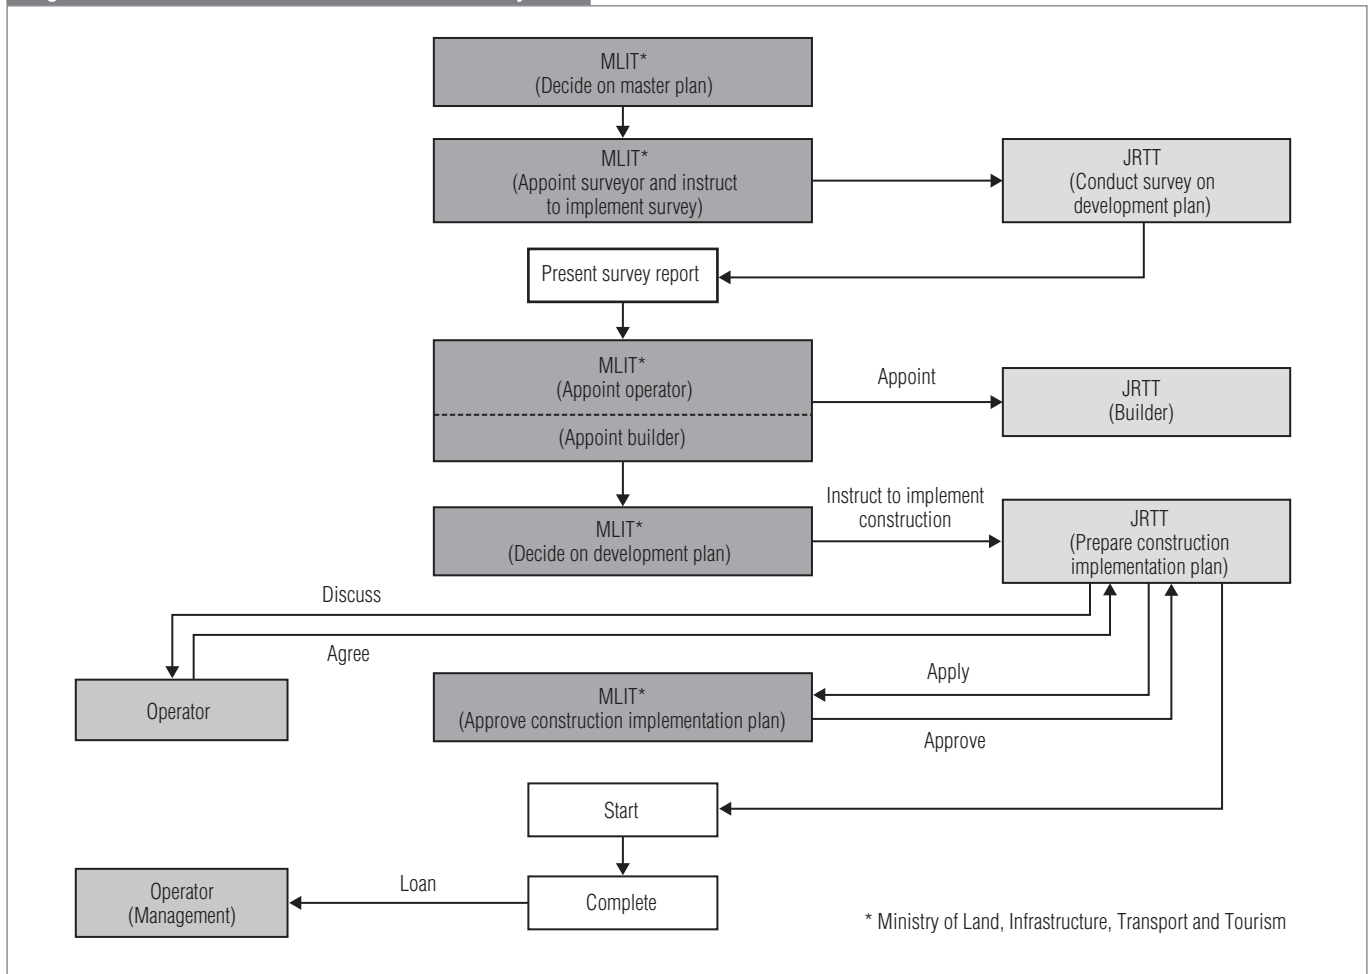 MLIT*
(Decide on master plan)
MLIT*
(Appoint surveyor and instruct
to implement survey)
JRTT
(Conduct survey on
development plan)
Present survey report
MLIT*
(Appoint operator)
(Appoint builder)
Appoint
JRTT
(Builder)
MLIT*
(Decide on development plan)
Instruct to implement
construction
JRTT
(Prepare construction
implementation plan)
Discuss
Agree
Operator
MLIT*
(Approve construction implementation plan)
Apply
Approve
Start
Complete
Loan
Operator
(Management)
* Ministry of Land, Infrastructure, Transport and Tourism